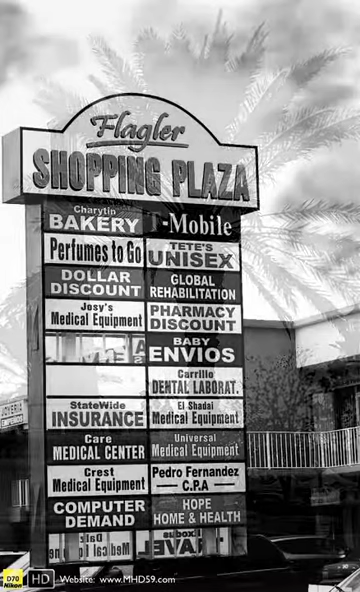 Flagler
SHOPPING PLAZA
Charytin
BAKERY
T-Mobile
Perfumes to Go
TETE'S
UNISEX
DOLLAR
DISCOUNT
GLOBAL
REHABILITATION
Josy's
Medical Equipment
PHARMACY
DISCOUNT
BABY
ENVIOS
Carrillo
DENTAL LABORAT.
StateWide
INSURANCE
El Shadai
Medical Equipment
Care
MEDICAL CENTER
Universal
Medical Equipment
Crest
Medical Equipment
Pedro Fernandez
C.P.A
COMPUTER
DEMAND
HOPE
HOME & HEALTH
D70
Nikon
HD
Website: www.MHD59.com